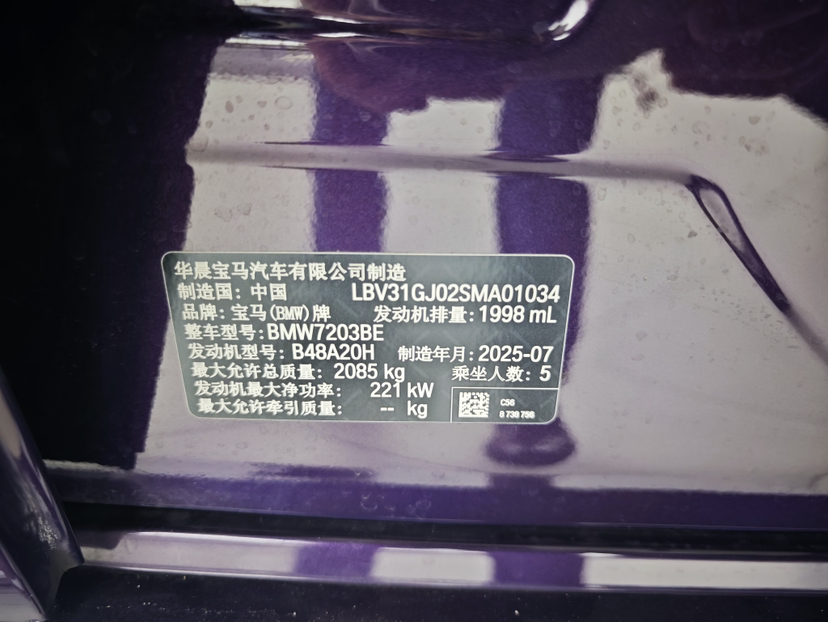 华晨宝马汽车有限公司制造
制造国: 中国 LBV31GJ02SMA01034
品牌: 宝马(BMW)牌 发动机排量: 1998 mL
整车型号: BMW7203BE
发动机型号: B48A20H 制造年月: 2025-07
最大允许总质量: 2085 kg 乘坐人数: 5
发动机最大净功率: 221 kW
最大允许牵引质量: -- kg
C56